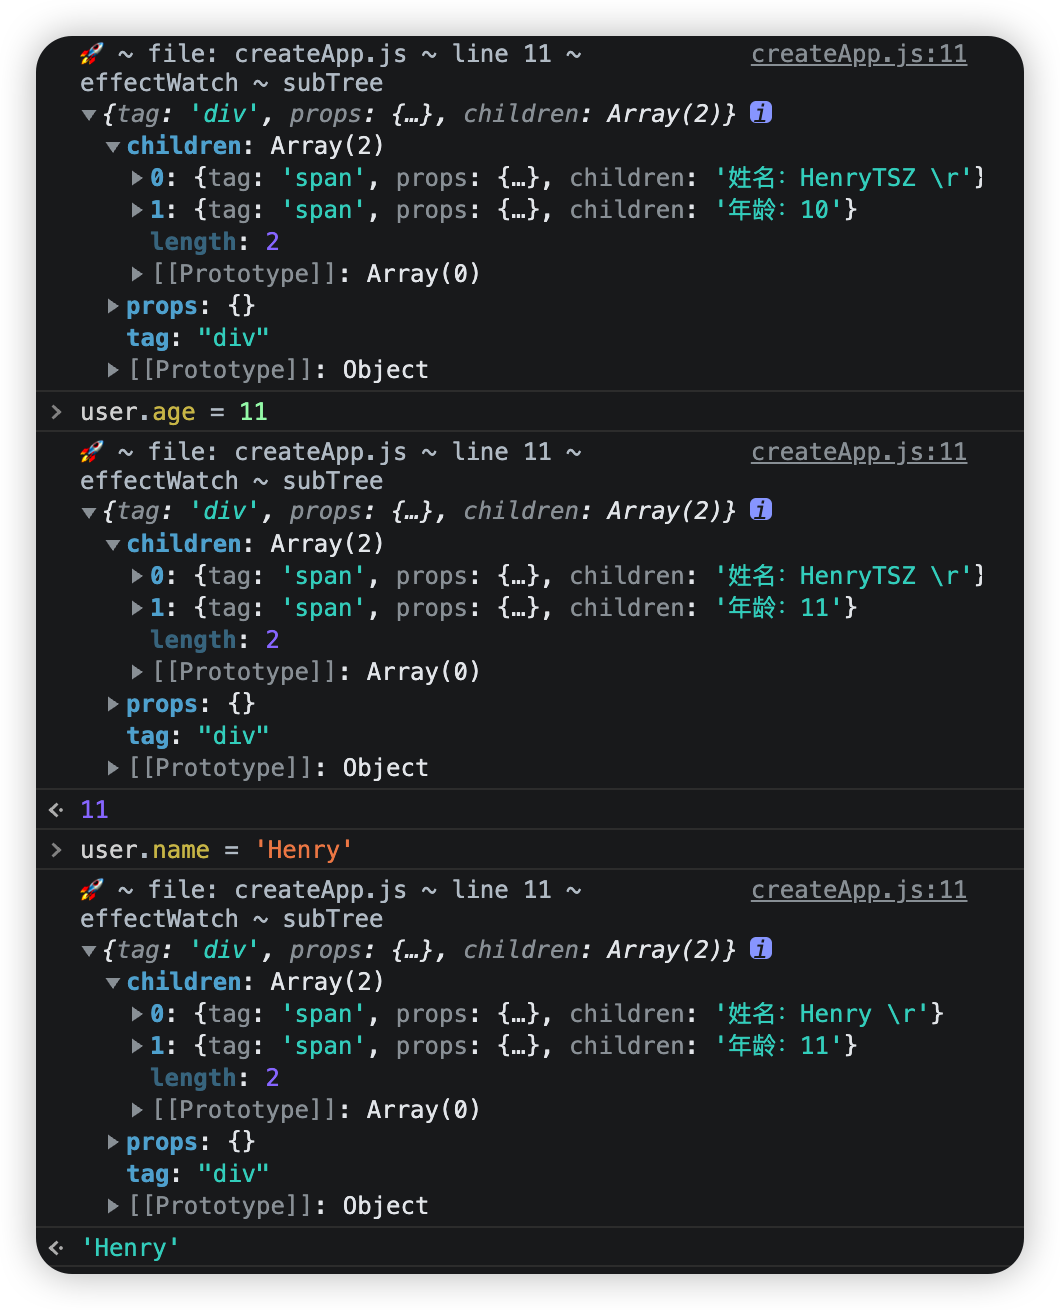 🚀 ~ file: createApp.js ~ line 11 ~ createApp.js:11
effectWatch ~ subTree
▼{tag: 'div', props: {…}, children: Array(2)} i
▼children: Array(2)
▶0: {tag: 'span', props: {…}, children: '姓名：HenryTSZ \r'}
▶1: {tag: 'span', props: {…}, children: '年龄：10'}
length: 2
▶[[Prototype]]: Array(0)
▶props: {}
tag: "div"
▶[[Prototype]]: Object
> user.age = 11
🚀 ~ file: createApp.js ~ line 11 ~ createApp.js:11
effectWatch ~ subTree
▼{tag: 'div', props: {…}, children: Array(2)} i
▼children: Array(2)
▶0: {tag: 'span', props: {…}, children: '姓名：HenryTSZ \r'}
▶1: {tag: 'span', props: {…}, children: '年龄：11'}
length: 2
▶[[Prototype]]: Array(0)
▶props: {}
tag: "div"
▶[[Prototype]]: Object
<· 11
> user.name = 'Henry'
🚀 ~ file: createApp.js ~ line 11 ~ createApp.js:11
effectWatch ~ subTree
▼{tag: 'div', props: {…}, children: Array(2)} i
▼children: Array(2)
▶0: {tag: 'span', props: {…}, children: '姓名：Henry \r'}
▶1: {tag: 'span', props: {…}, children: '年龄：11'}
length: 2
▶[[Prototype]]: Array(0)
▶props: {}
tag: "div"
▶[[Prototype]]: Object
<· 'Henry'